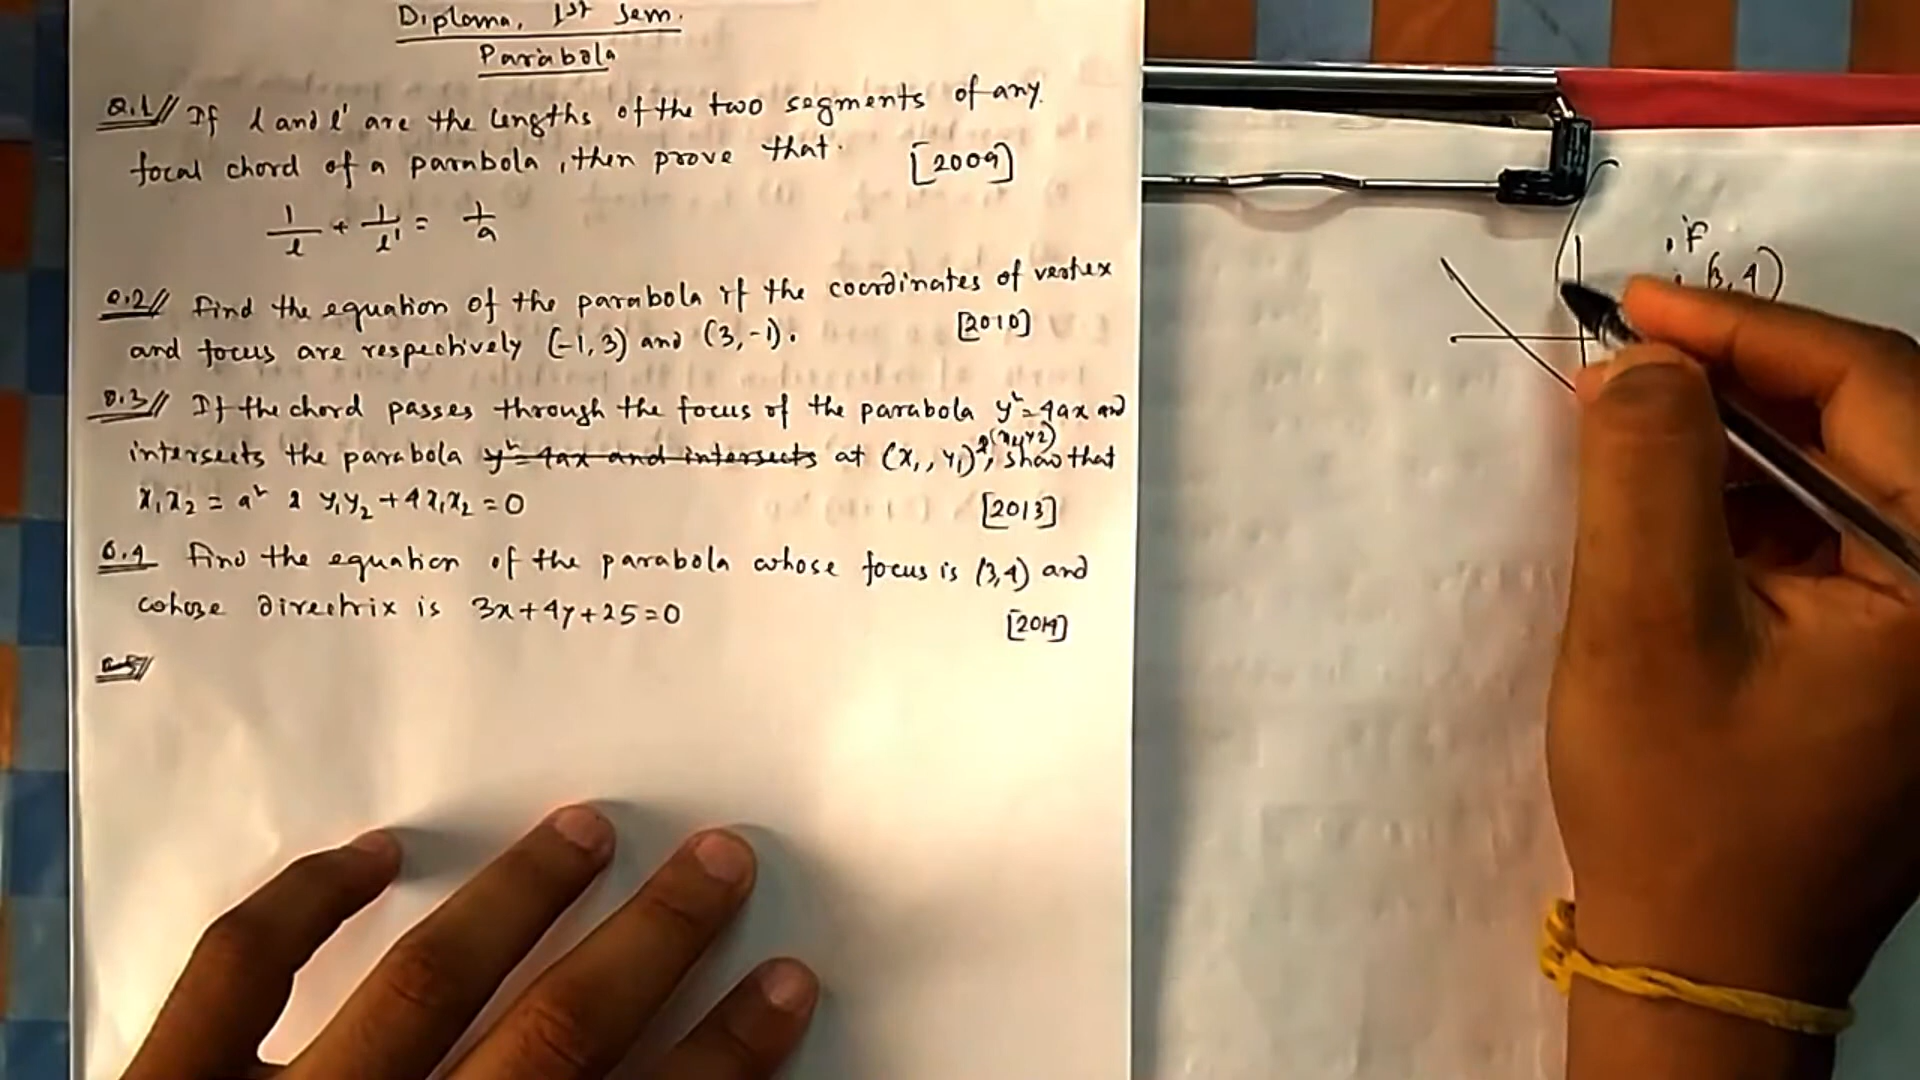 Diploma, 1st Sem.
Parabola
Q.1// If l and l' are the lengths of the two segments of any
focal chord of a parabola, then prove that. [2009]
1/l + 1/l' = 1/a
Q.2// Find the equation of the parabola if the coordinates of vertex
and focus are respectively (-1, 3) and (3, -1). [2010]
Q.3// If the chord passes through the focus of the parabola y²=4ax and
intersects the parabola y²=4ax and intersects at (x₁, y₁) & (x₂, y₂), show that
x₁x₂ = a² & y₁y₂ + 4x₁x₂ = 0 [2013]
Q.4 Find the equation of the parabola whose focus is (3,4) and
whose directrix is 3x+4y+25=0 [2014]
Q.5//
F
(3, 4)